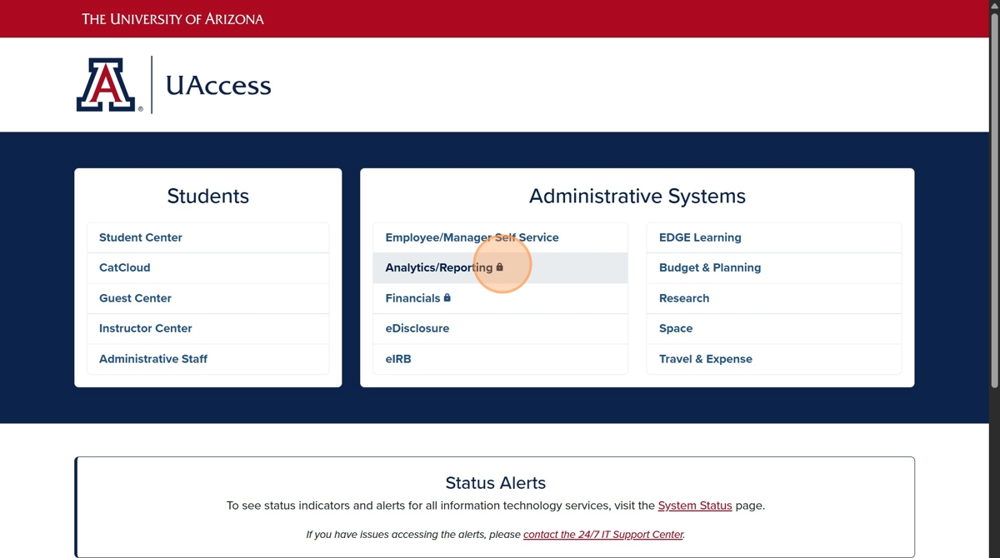 THE UNIVERSITY OF ARIZONA
A ®
UAccess
Students
Student Center
CatCloud
Guest Center
Instructor Center
Administrative Staff
Administrative Systems
Employee/Manager Self Service
Analytics/Reporting
Financials
eDisclosure
eIRB
EDGE Learning
Budget & Planning
Research
Space
Travel & Expense
Status Alerts
To see status indicators and alerts for all information technology services, visit the System Status page.
If you have issues accessing the alerts, please contact the 24/7 IT Support Center.